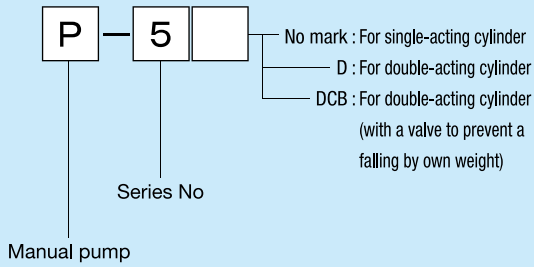 P – 5
No mark : For single-acting cylinder
D : For double-acting cylinder
DCB : For double-acting cylinder
(with a valve to prevent a
falling by own weight)
Series No
Manual pump